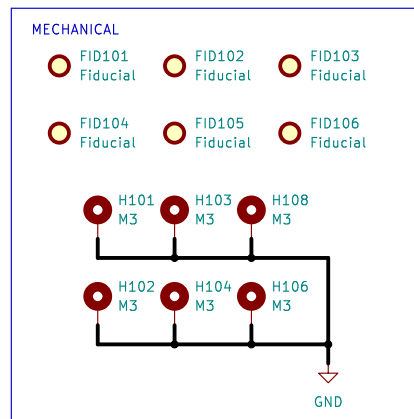 MECHANICAL
FID101
Fiducial
FID102
Fiducial
FID103
Fiducial
FID104
Fiducial
FID105
Fiducial
FID106
Fiducial
H101
M3
H103
M3
H108
M3
H102
M3
H104
M3
H106
M3
GND